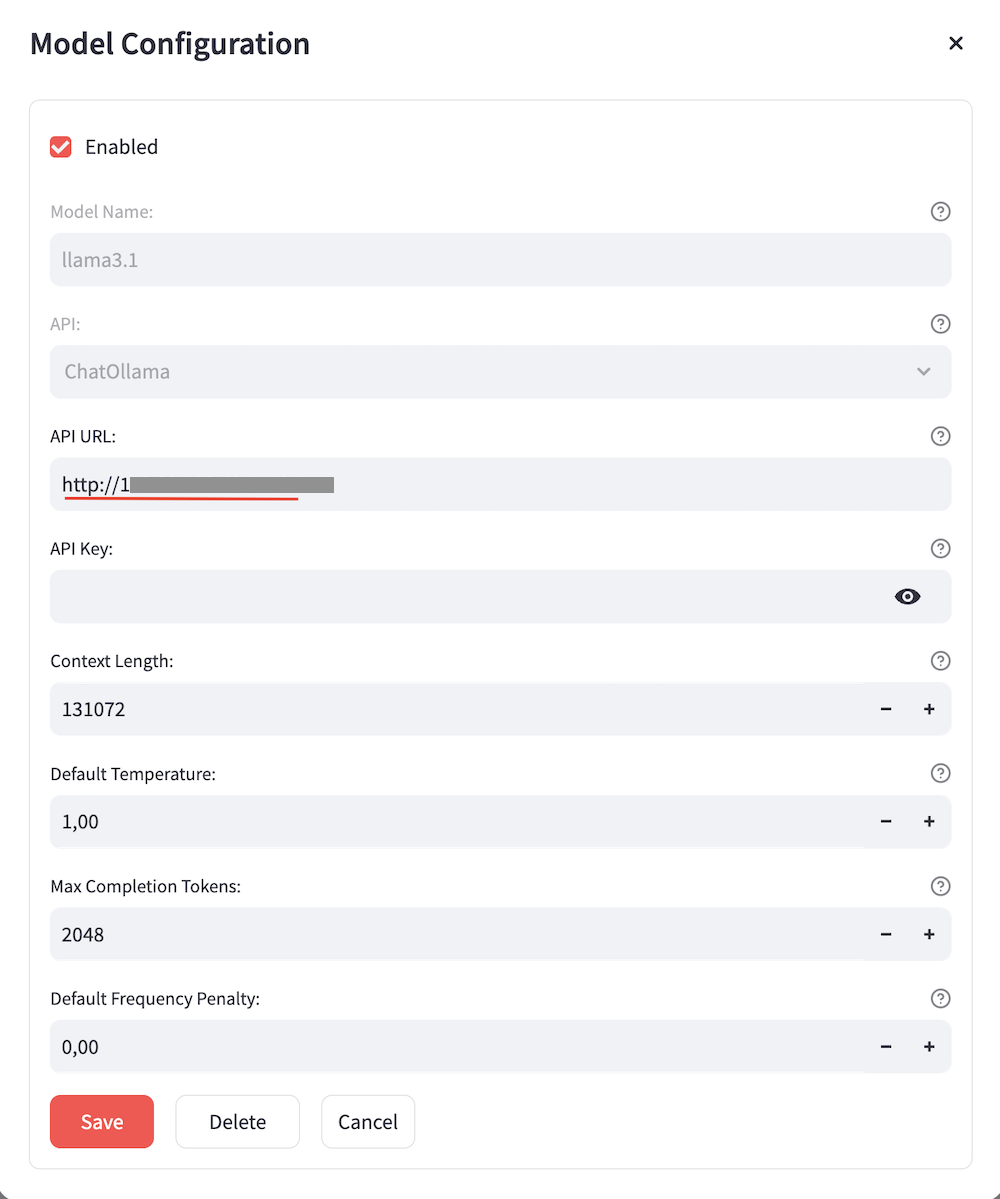 Model Configuration
Enabled
Model Name:
llama3.1
API:
ChatOllama
API URL:
http://1
API Key:
Context Length:
131072
Default Temperature:
1,00
Max Completion Tokens:
2048
Default Frequency Penalty:
0,00
Save Delete Cancel